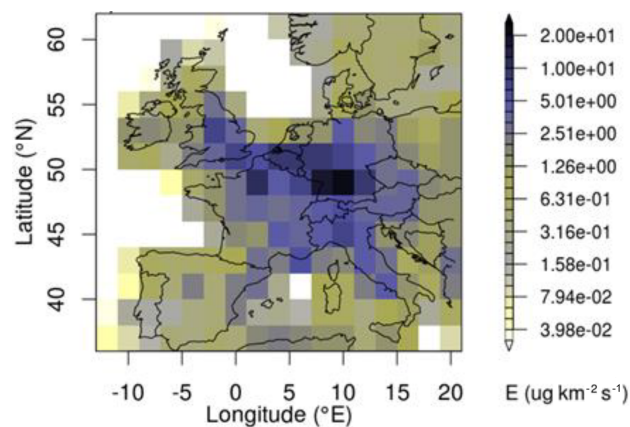 60
55
50
45
40
Latitude (°N)
-10 -5 0 5 10 15 20
Longitude (°E)
2.00e+01
1.00e+01
5.01e+00
2.51e+00
1.26e+00
6.31e-01
3.16e-01
1.58e-01
7.94e-02
3.98e-02
E (ug km⁻² s⁻¹)